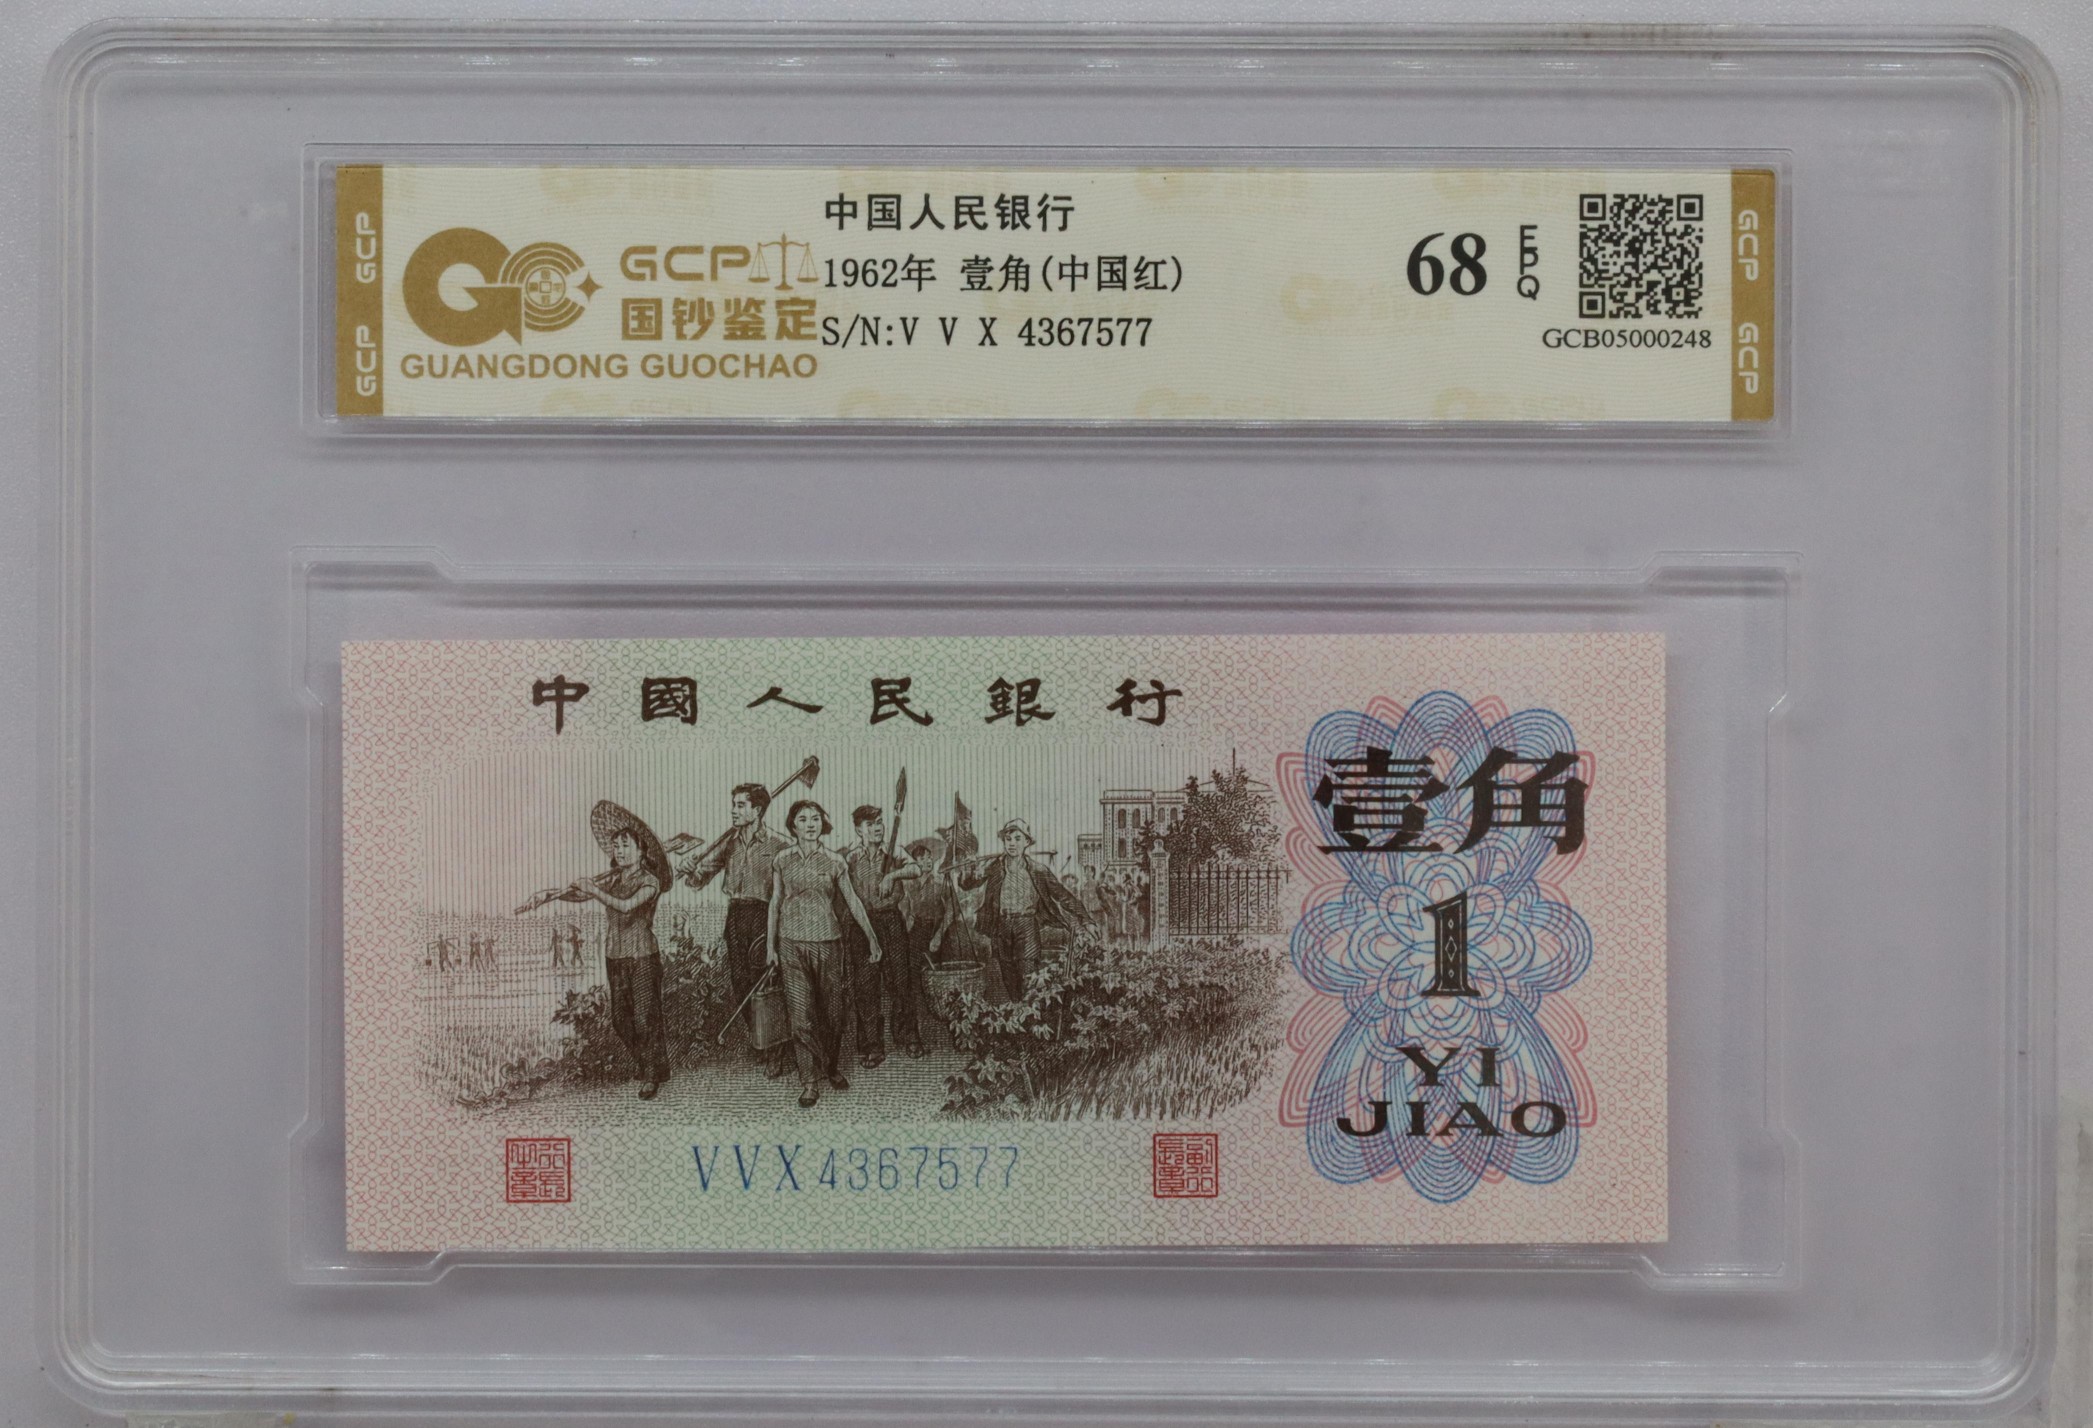 中国人民银行
GCP
国钞鉴定
GUANGDONG GUOCHAO
1962年 壹角(中国红)
S/N:V V X 4367577
68 EPQ
GCB05000248
GCP
GCP
GCP
GCP
中國人民銀行
壹角
1
YI
JIAO
VVX4367577